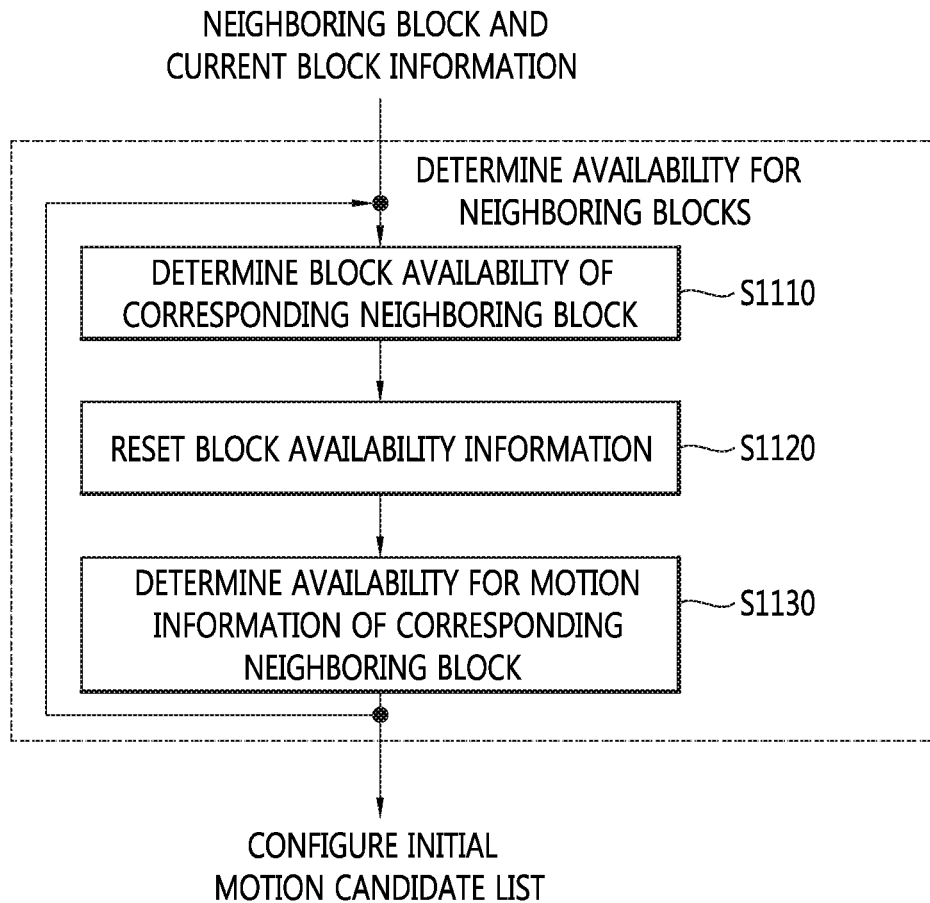 NEIGHBORING BLOCK AND
CURRENT BLOCK INFORMATION
DETERMINE AVAILABILITY FOR
NEIGHBORING BLOCKS
DETERMINE BLOCK AVAILABILITY OF
CORRESPONDING NEIGHBORING BLOCK
S1110
RESET BLOCK AVAILABILITY INFORMATION
S1120
DETERMINE AVAILABILITY FOR MOTION
INFORMATION OF CORRESPONDING
NEIGHBORING BLOCK
S1130
CONFIGURE INITIAL
MOTION CANDIDATE LIST